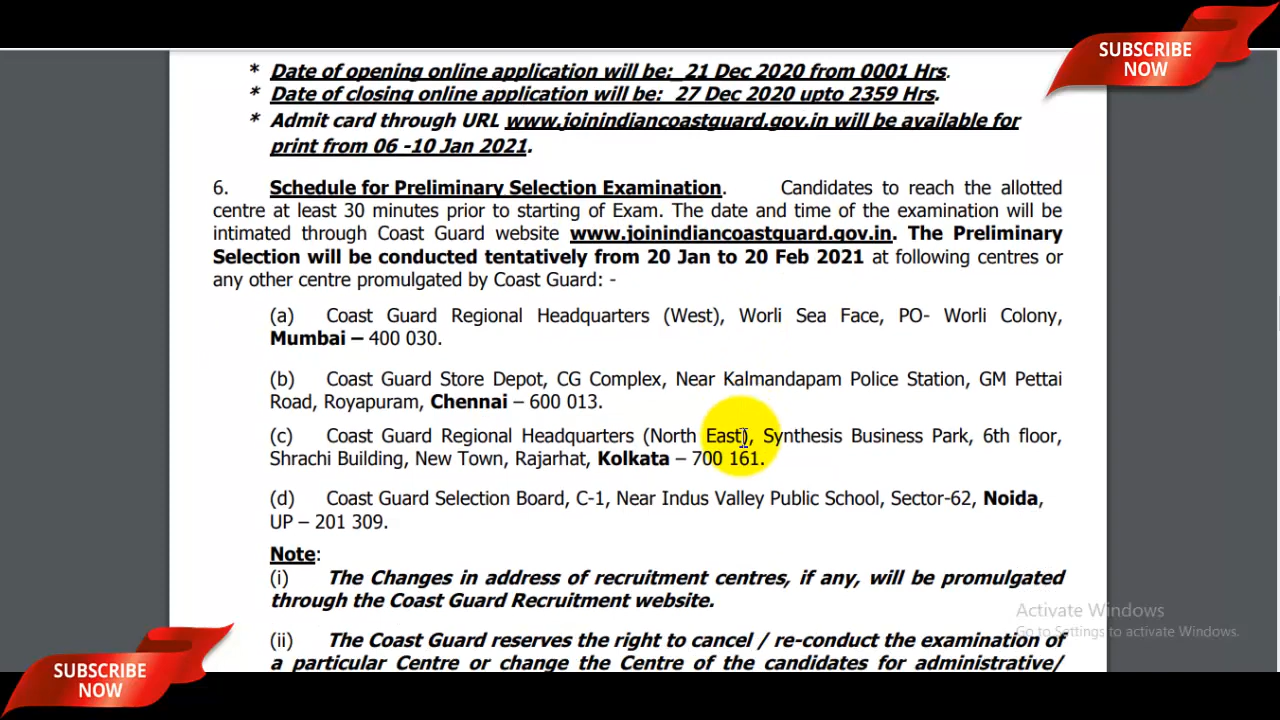 SUBSCRIBE
NOW
* Date of opening online application will be: 21 Dec 2020 from 0001 Hrs.
* Date of closing online application will be: 27 Dec 2020 upto 2359 Hrs.
* Admit card through URL www.joinindiancoastguard.gov.in will be available for
print from 06 -10 Jan 2021.
6. Schedule for Preliminary Selection Examination. Candidates to reach the allotted
centre at least 30 minutes prior to starting of Exam. The date and time of the examination will be
intimated through Coast Guard website www.joinindiancoastguard.gov.in. The Preliminary
Selection will be conducted tentatively from 20 Jan to 20 Feb 2021 at following centres or
any other centre promulgated by Coast Guard: -
(a) Coast Guard Regional Headquarters (West), Worli Sea Face, PO- Worli Colony,
Mumbai – 400 030.
(b) Coast Guard Store Depot, CG Complex, Near Kalmandapam Police Station, GM Pettai
Road, Royapuram, Chennai – 600 013.
(c) Coast Guard Regional Headquarters (North East), Synthesis Business Park, 6th floor,
Shrachi Building, New Town, Rajarhat, Kolkata – 700 161.
(d) Coast Guard Selection Board, C-1, Near Indus Valley Public School, Sector-62, Noida,
UP – 201 309.
Note:
(i) The Changes in address of recruitment centres, if any, will be promulgated
through the Coast Guard Recruitment website.
Activate Windows
Go to Settings to activate Windows.
(ii) The Coast Guard reserves the right to cancel / re-conduct the examination of
a particular Centre or change the Centre of the candidates for administrative/
SUBSCRIBE
NOW